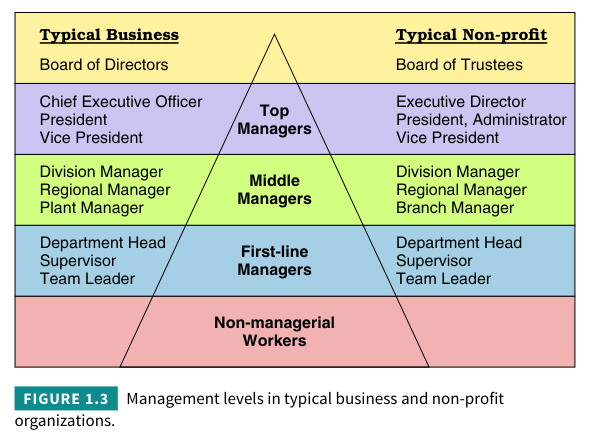 Typical Business
Typical Non-profit
Board of Directors
Board of Trustees
Chief Executive Officer
President
Vice President
Top
Managers
Executive Director
President, Administrator
Vice President
Division Manager
Regional Manager
Plant Manager
Middle
Managers
Division Manager
Regional Manager
Branch Manager
Department Head
Supervisor
Team Leader
First-line
Managers
Department Head
Supervisor
Team Leader
Non-managerial
Workers
FIGURE 1.3 Management levels in typical business and non-profit
organizations.